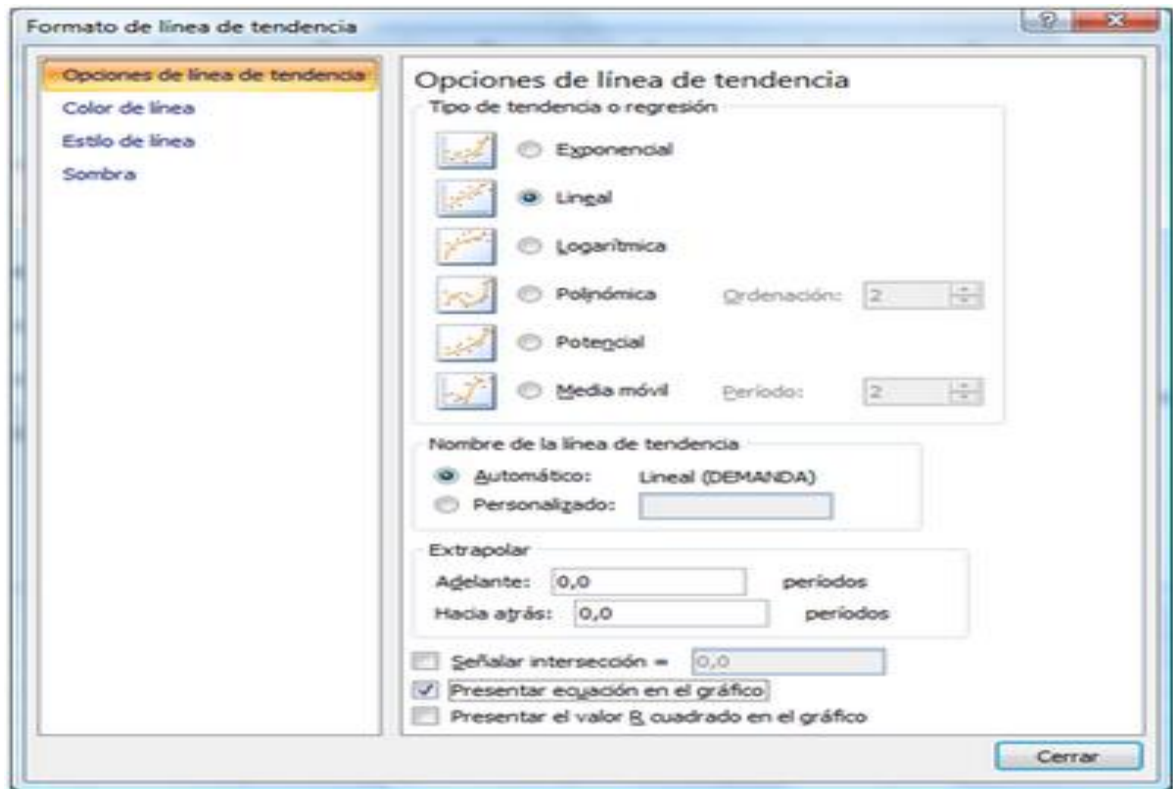 Formato de línea de tendencia
Opciones de línea de tendencia
Color de línea
Estilo de línea
Sombra
Opciones de línea de tendencia
Tipo de tendencia o regresión
Exponencial
Lineal
Logarítmica
Polinómica Ordenación: 2
Potencial
Media móvil Período: 2
Nombre de la línea de tendencia
Automático: Lineal (DEMANDA)
Personalizado:
Extrapolar
Adelante: 0,0 períodos
Hacia atrás: 0,0 períodos
Señalar intersección = 0,0
Presentar ecuación en el gráfico
Presentar el valor R cuadrado en el gráfico
Cerrar